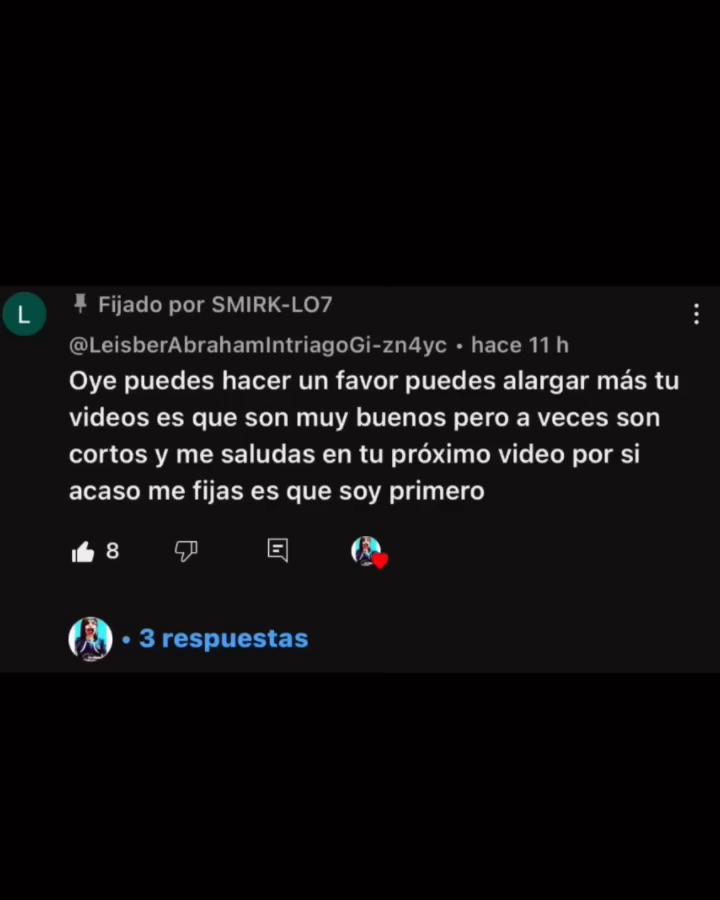 L
Fijado por SMIRK-LO7
@LeisberAbrahamIntriagoGi-zn4yc • hace 11 h
Oye puedes hacer un favor puedes alargar más tu
videos es que son muy buenos pero a veces son
cortos y me saludas en tu próximo video por si
acaso me fijas es que soy primero
8
• 3 respuestas